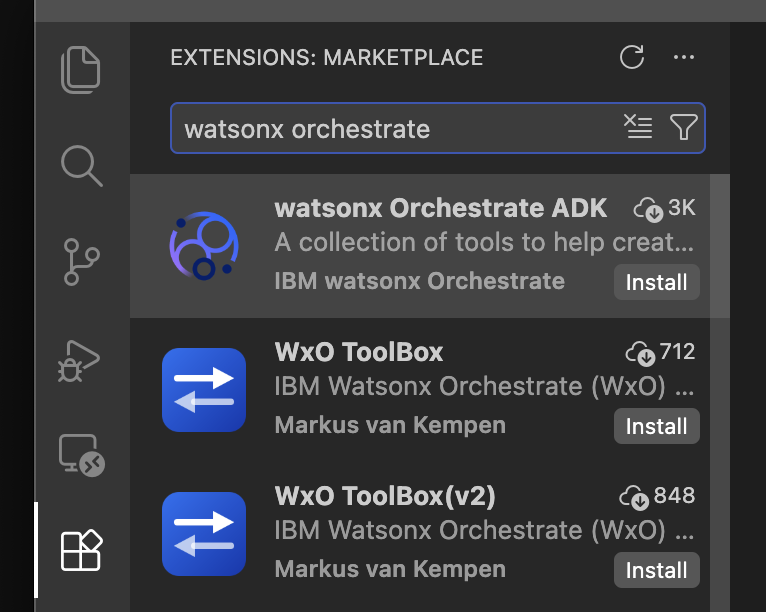 EXTENSIONS: MARKETPLACE
watsonx orchestrate
watsonx Orchestrate ADK 3K
A collection of tools to help creat...
IBM watsonx Orchestrate Install
WxO ToolBox 712
IBM Watsonx Orchestrate (WxO) ...
Markus van Kempen Install
WxO ToolBox(v2) 848
IBM Watsonx Orchestrate (WxO) ...
Markus van Kempen Install